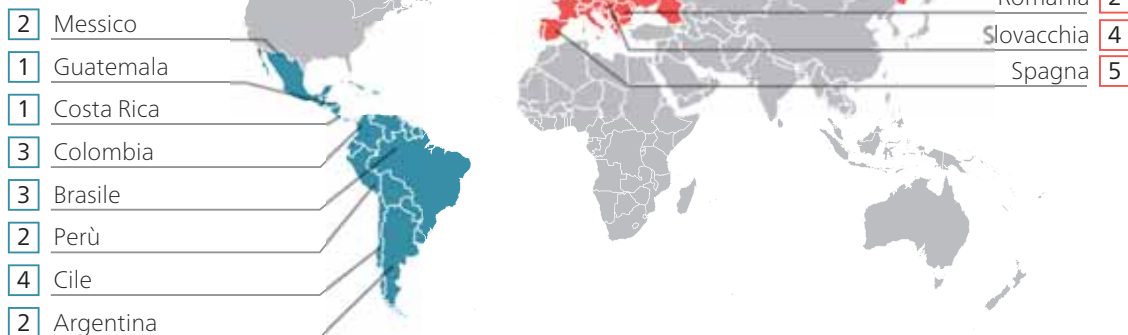 2 Messico
1 Guatemala
1 Costa Rica
3 Colombia
3 Brasile
2 Perù
4 Cile
2 Argentina
Romania 2
Slovacchia 4
Spagna 5